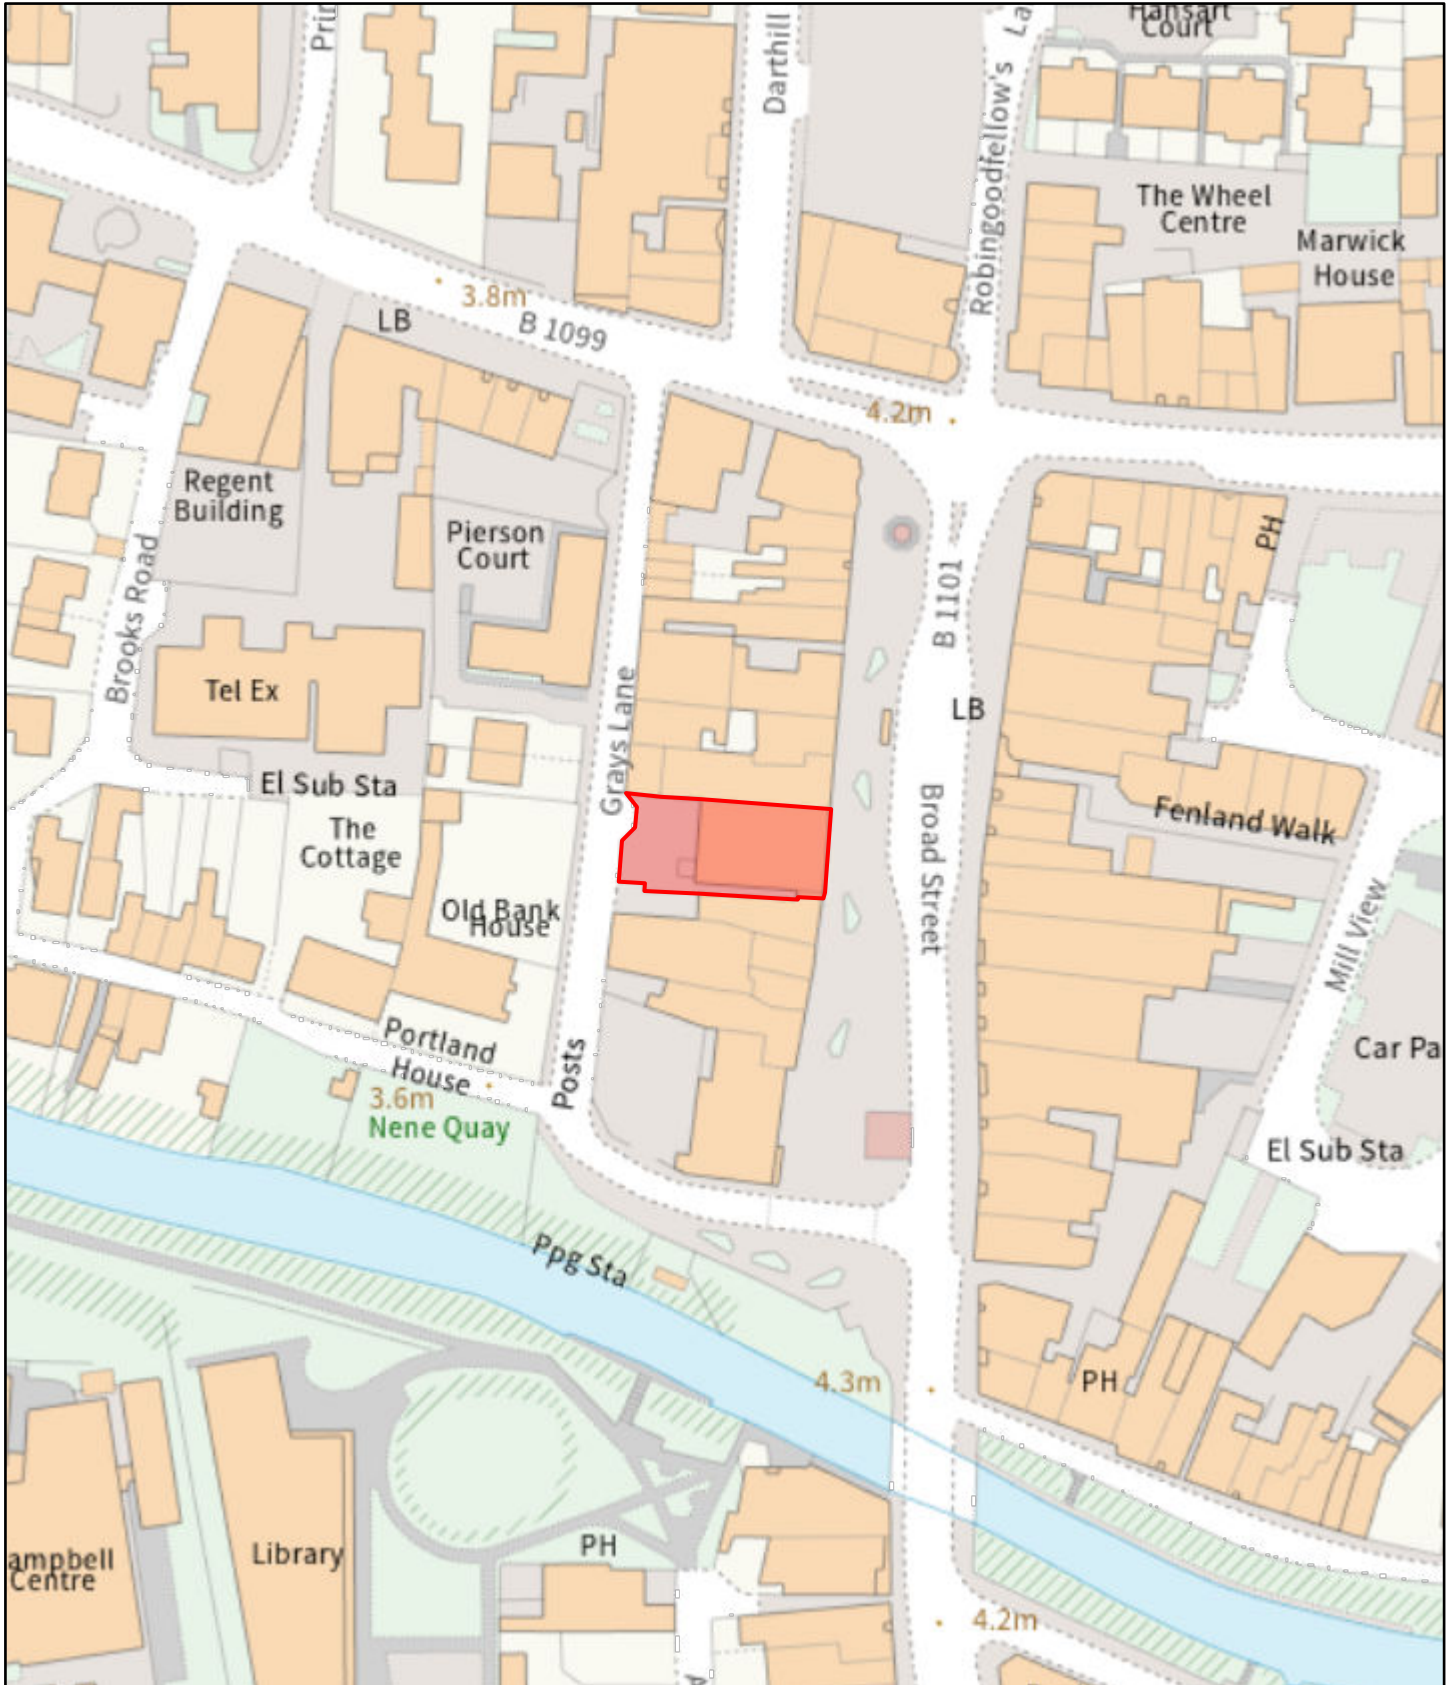 Hansart
Court
Darthill
Robingoodfellow's
The Wheel
Centre
Marwick
House
3.8m
LB
B 1099
4.2m
Regent
Building
Pierson
Court
PH
B 1101
Brooks Road
Tel Ex
Grays Lane
LB
El Sub Sta
The
Cottage
Broad Street
Fenland Walk
Old Bank
House
Mill View
Portland
House
Posts
Car Pa
3.6m
Nene Quay
El Sub Sta
Ppg Sta
4.3m
PH
Library
PH
ampbell
Centre
4.2m